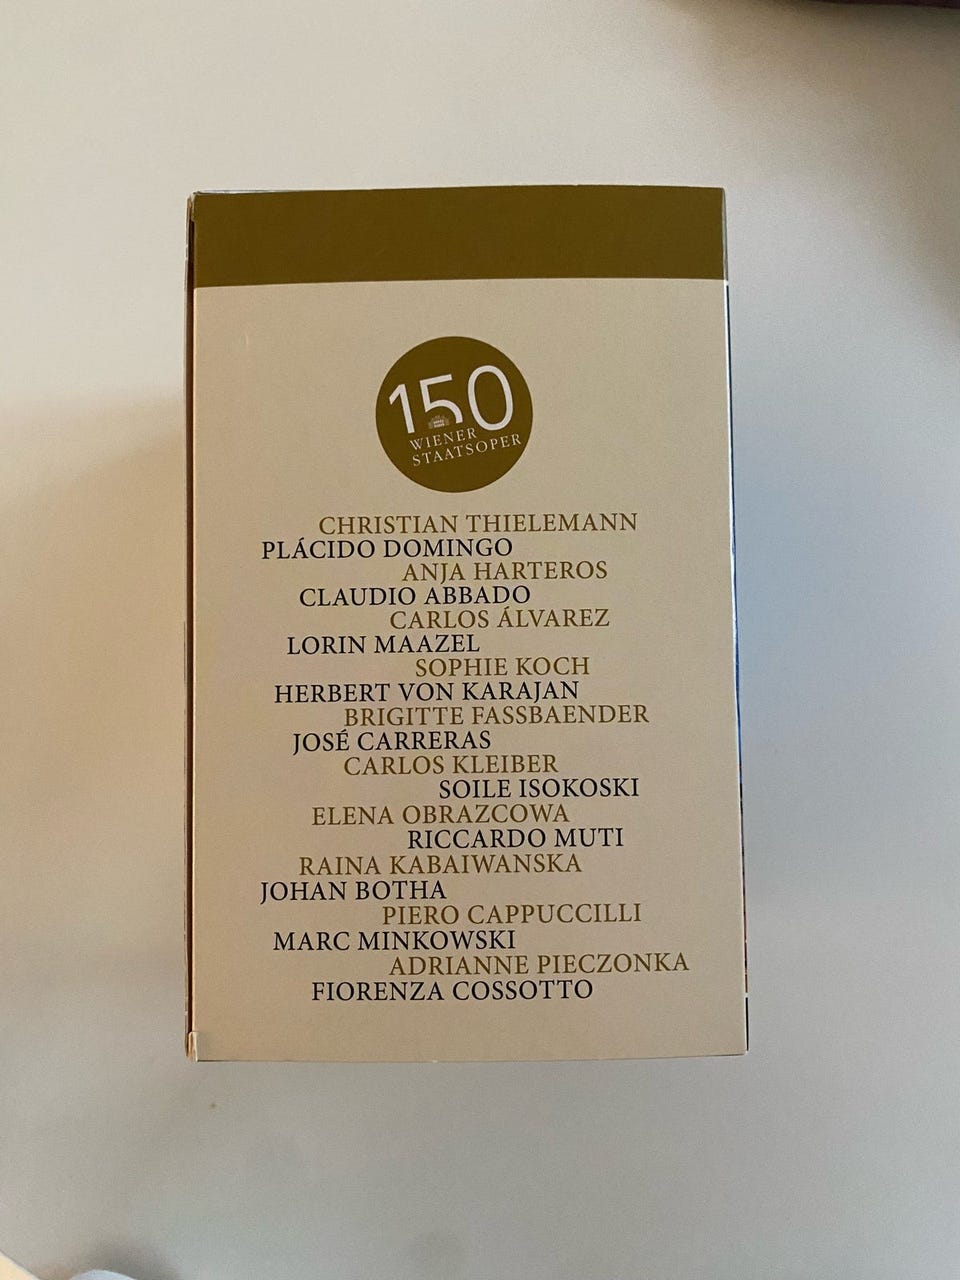 150
WIENER
STAATSOPER
CHRISTIAN THIELEMANN
PLÁCIDO DOMINGO
ANJA HARTEROS
CLAUDIO ABBADO
CARLOS ÁLVAREZ
LORIN MAAZEL
SOPHIE KOCH
HERBERT VON KARAJAN
BRIGITTE FASSBAENDER
JOSÉ CARRERAS
CARLOS KLEIBER
SOILE ISOKOSKI
ELENA OBRAZCOWA
RICCARDO MUTI
RAINA KABAIWANSKA
JOHAN BOTHA
PIERO CAPPUCCILLI
MARC MINKOWSKI
ADRIANNE PIECZONKA
FIORENZA COSSOTTO